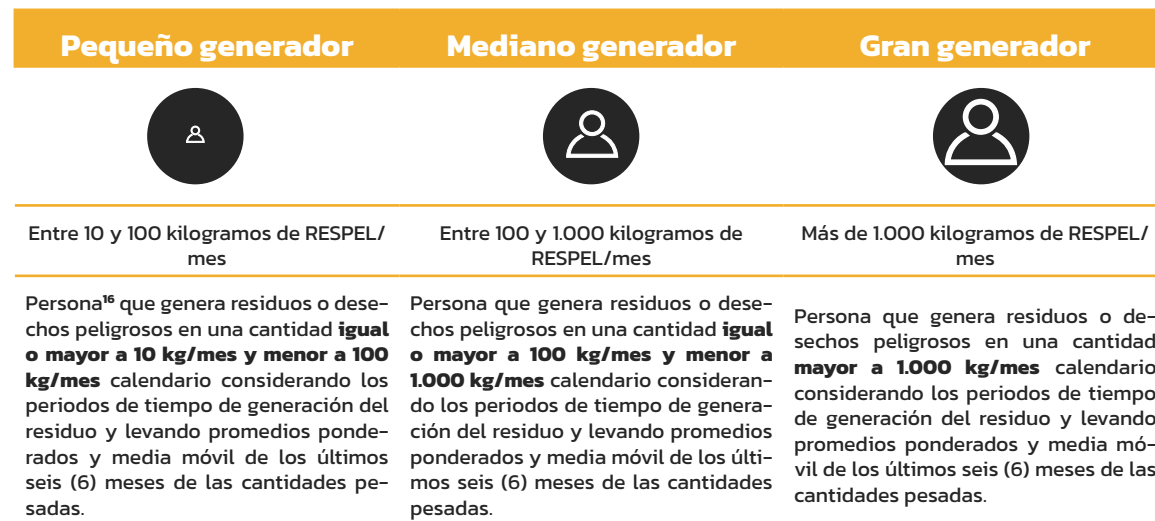 Pequeño generador
Mediano generador
Gran generador
Entre 10 y 100 kilogramos de RESPEL/
mes
Entre 100 y 1.000 kilogramos de
RESPEL/mes
Más de 1.000 kilogramos de RESPEL/
mes
Persona¹⁶ que genera residuos o dese-
chos peligrosos en una cantidad igual
o mayor a 10 kg/mes y menor a 100
kg/mes calendario considerando los
periodos de tiempo de generación del
residuo y levando promedios ponde-
rados y media móvil de los últimos
seis (6) meses de las cantidades pe-
sadas.
Persona que genera residuos o dese-
chos peligrosos en una cantidad igual
o mayor a 100 kg/mes y menor a
1.000 kg/mes calendario consideran-
do los periodos de tiempo de genera-
ción del residuo y levando promedios
ponderados y media móvil de los últi-
mos seis (6) meses de las cantidades
pesadas.
Persona que genera residuos o de-
sechos peligrosos en una cantidad
mayor a 1.000 kg/mes calendario
considerando los periodos de tiempo
de generación del residuo y levando
promedios ponderados y media mó-
vil de los últimos seis (6) meses de las
cantidades pesadas.